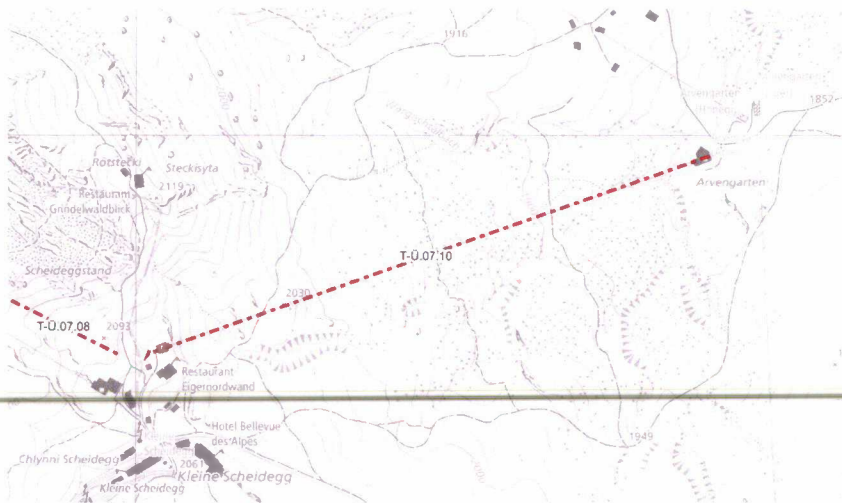 1916
1852
Arvengarten
Rotstecki
Steckisyta
2119
Restaurant
Grindelwaldblick
Arvengarten
T-Ü.07.10
Scheideggstand
2030
T-Ü.07.08
2093
Restaurant
Eigernordwand
Hotel Bellevue
des Alpes
1949
Chlynni Scheidegg
2061
Kleine Scheidegg
Kleine Scheidegg